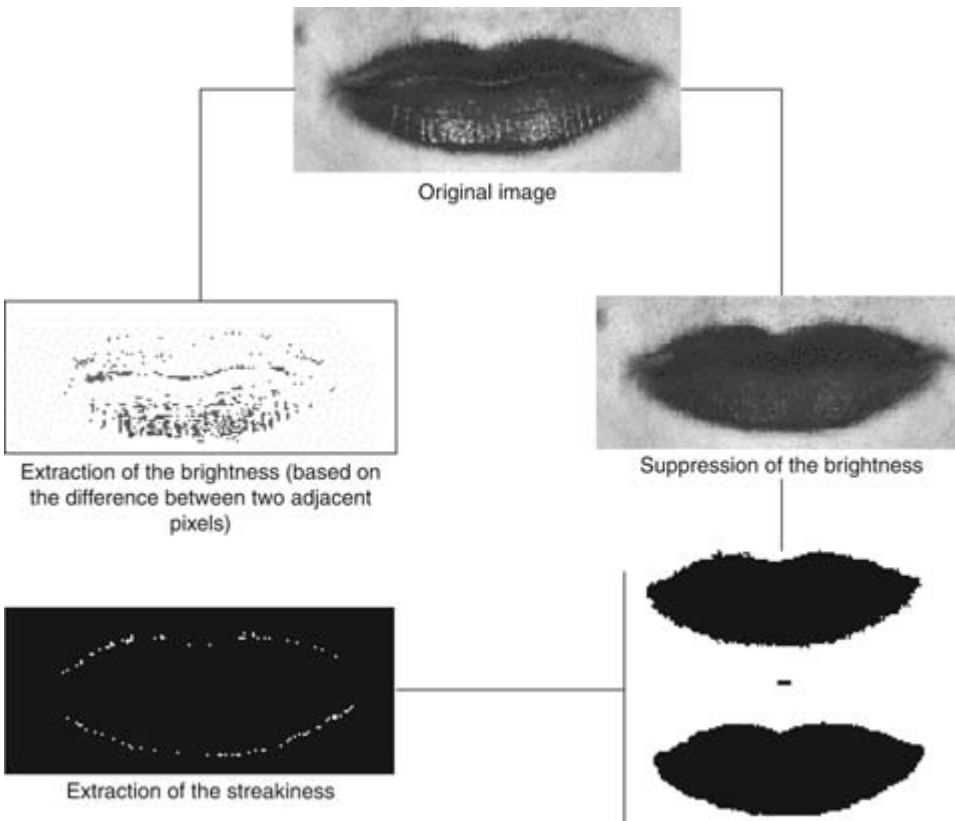 Original image
Extraction of the brightness (based on
the difference between two adjacent
pixels)
Suppression of the brightness
Extraction of the streakiness